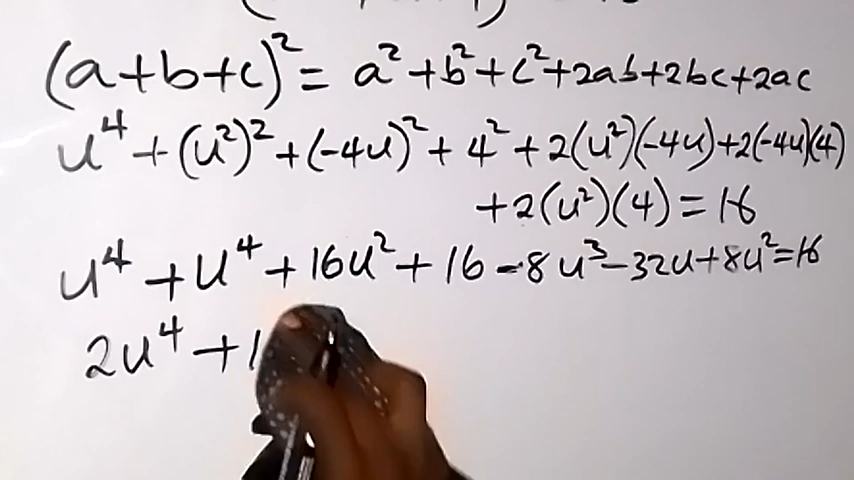 (a+b+c)² = a²+b²+c²+2ab+2bc+2ac
u⁴+(u²)²+(-4u)²+4²+2(u²)(-4u)+2(-4u)(4)
+2(u²)(4)=16
u⁴+u⁴+16u²+16-8u³-32u+8u²=16
2u⁴+1